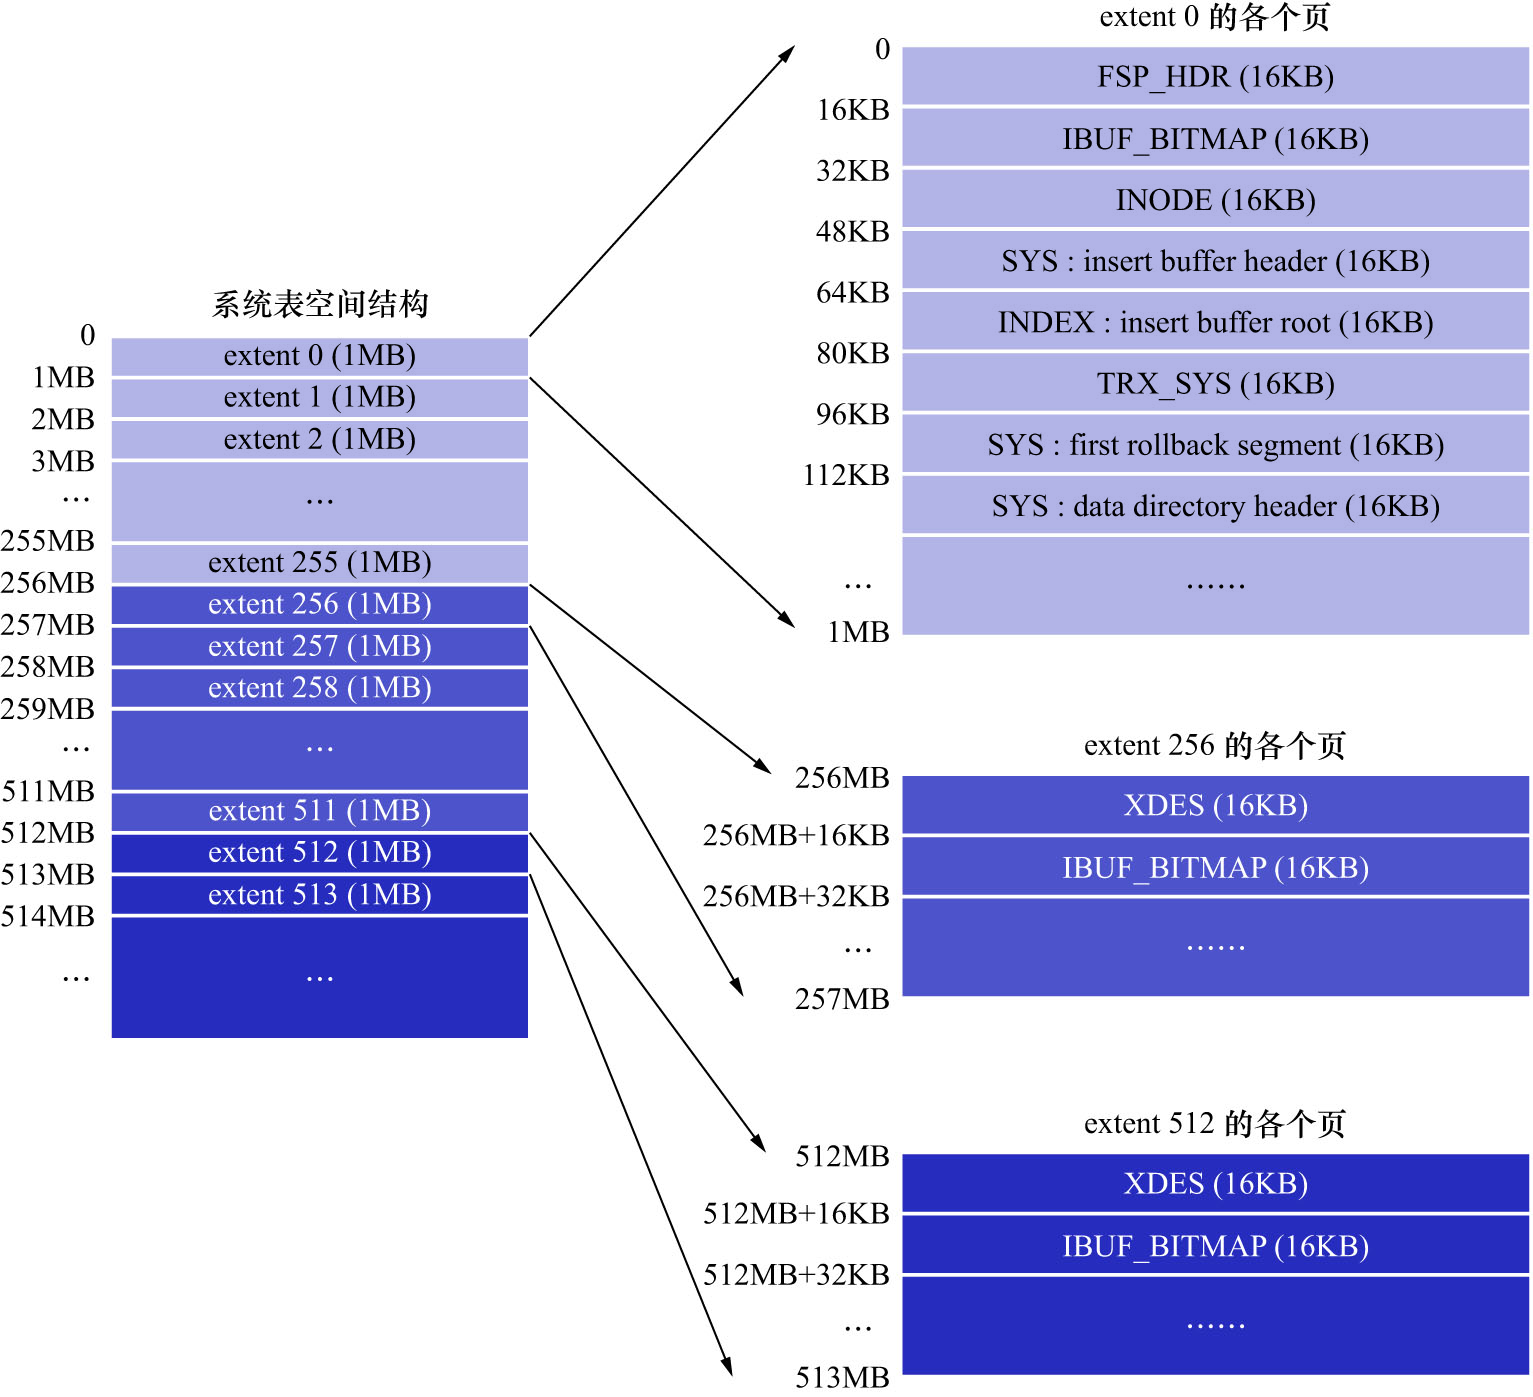 系统表空间结构
0
extent 0 (1MB)
1MB
extent 1 (1MB)
2MB
extent 2 (1MB)
3MB
...
...
255MB
extent 255 (1MB)
256MB
extent 256 (1MB)
257MB
extent 257 (1MB)
258MB
extent 258 (1MB)
259MB
...
...
511MB
extent 511 (1MB)
512MB
extent 512 (1MB)
513MB
extent 513 (1MB)
514MB
...
...
extent 0 的各个页
0
FSP_HDR (16KB)
16KB
IBUF_BITMAP (16KB)
32KB
INODE (16KB)
48KB
SYS : insert buffer header (16KB)
64KB
INDEX : insert buffer root (16KB)
80KB
TRX_SYS (16KB)
96KB
SYS : first rollback segment (16KB)
112KB
SYS : data directory header (16KB)
...
......
1MB
extent 256 的各个页
256MB
XDES (16KB)
256MB+16KB
IBUF_BITMAP (16KB)
256MB+32KB
...
......
257MB
extent 512 的各个页
512MB
XDES (16KB)
512MB+16KB
IBUF_BITMAP (16KB)
512MB+32KB
...
......
513MB